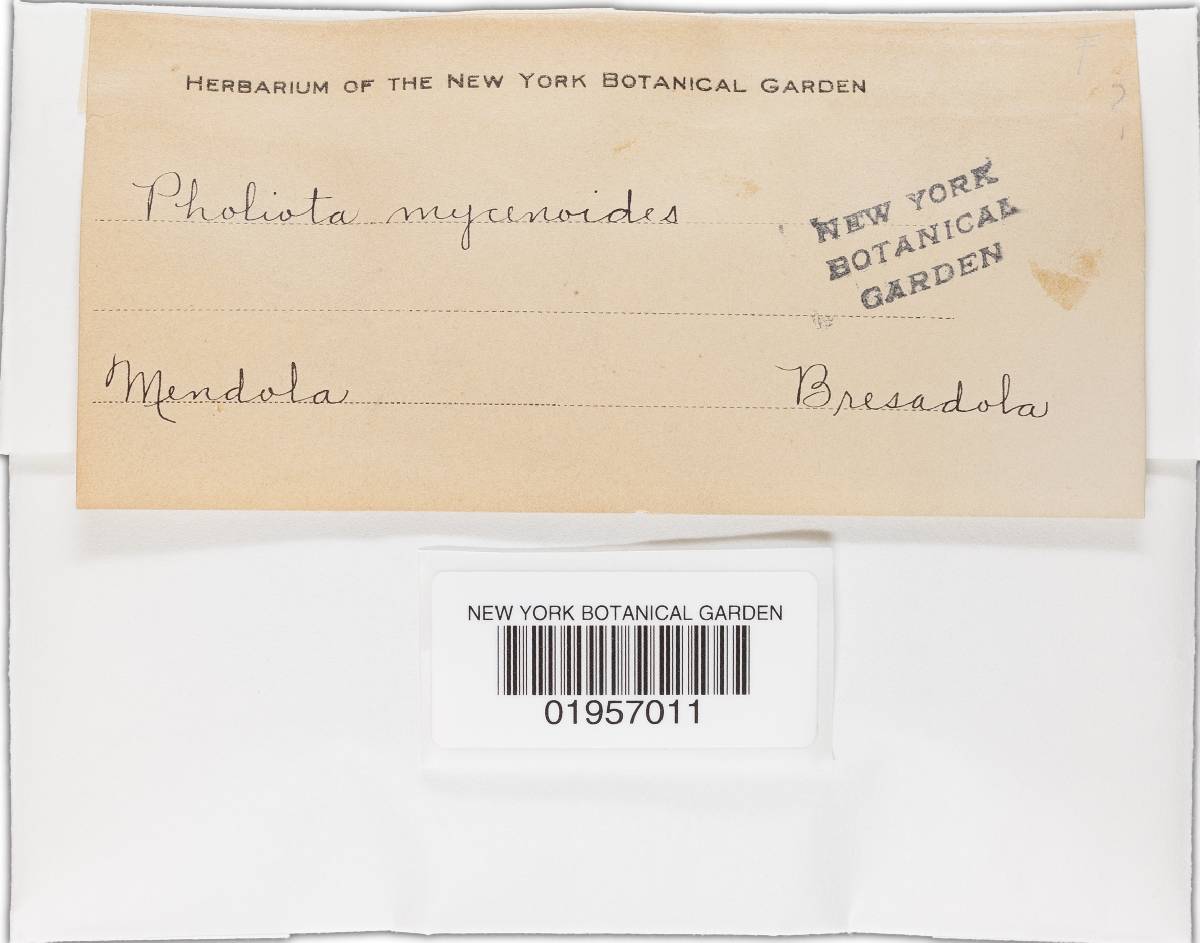 HERBARIUM OF THE NEW YORK BOTANICAL GARDEN
Pholiota mycenoides
NEW YORK
BOTANICAL
GARDEN
Mendola Bresadola
NEW YORK BOTANICAL GARDEN
01957011